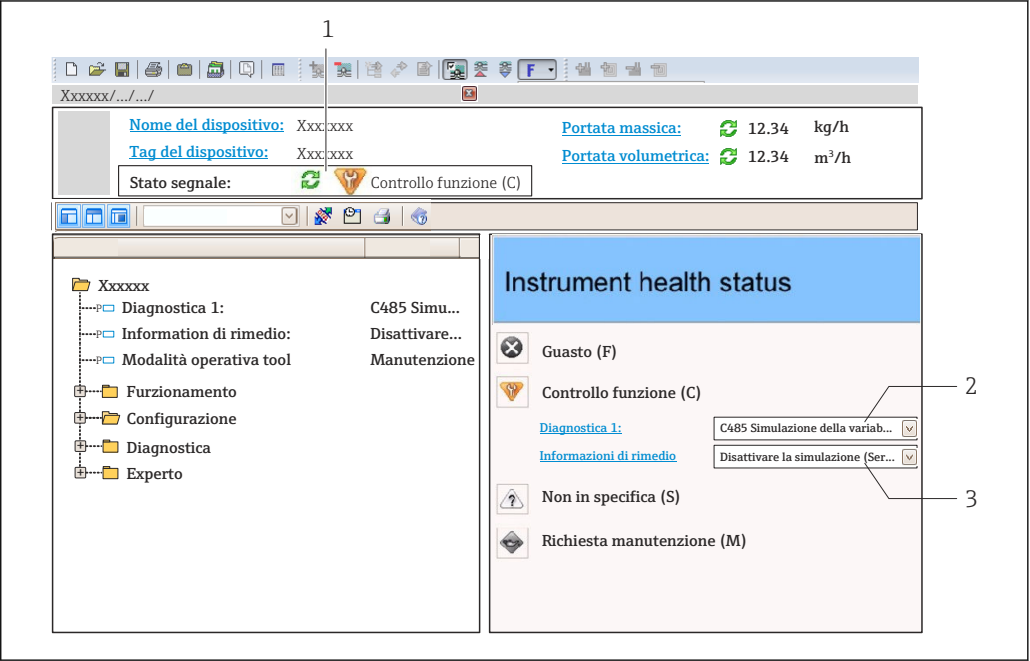 1
F
Xxxxxx/.../.../
Nome del dispositivo: Xxxxxxx
Portata massica: 12.34 kg/h
Tag del dispositivo: Xxxxxxx
Portata volumetrica: 12.34 m³/h
Stato segnale: Controllo funzione (C)
Xxxxxx
Diagnostica 1: C485 Simu...
Information di rimedio: Disattivare...
Modalità operativa tool Manutenzione
Furzionamento
Configurazione
Diagnostica
Experto
Instrument health status
Guasto (F)
Controllo funzione (C)
2
Diagnostica 1: C485 Simulazione della variab...
Informazioni di rimedio Disattivare la simulazione (Ser...
Non in specifica (S)
3
Richiesta manutenzione (M)